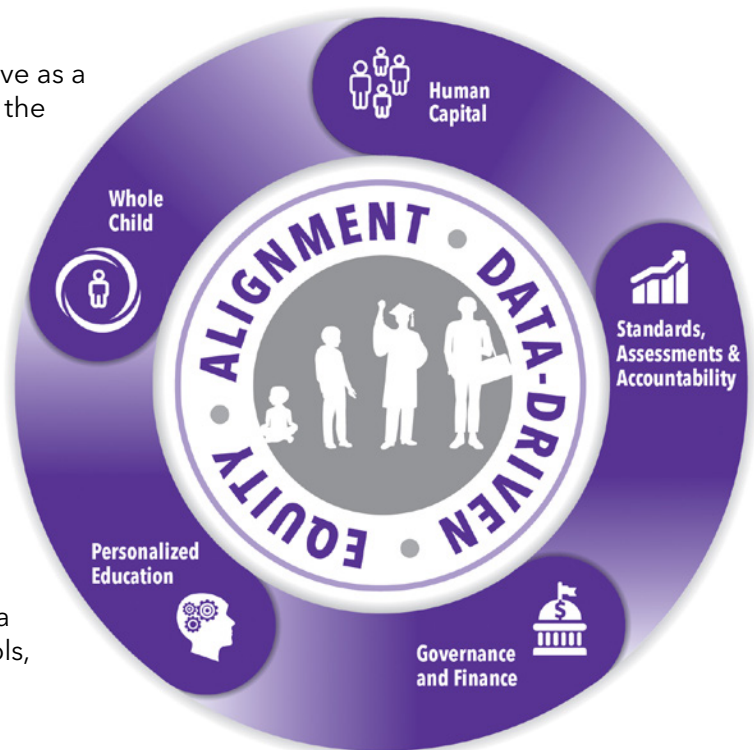 ve as a
the
Human
Capital
Whole
Child
ALIGNMENT • DATA-DRIVEN • EQUITY •
Standards,
Assessments &
Accountability
Personalized
Education
$
Governance
and Finance
a
ols,